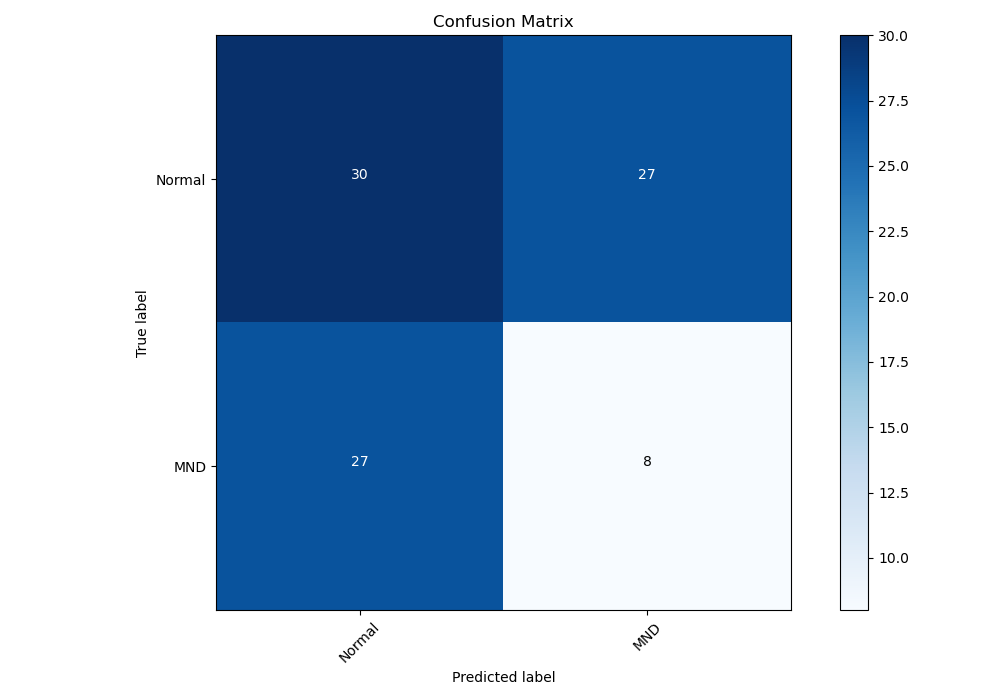 Confusion Matrix
30.0
27.5
25.0
22.5
20.0
17.5
15.0
12.5
10.0
Normal
30
27
True label
MND
27
8
Normal
MND
Predicted label